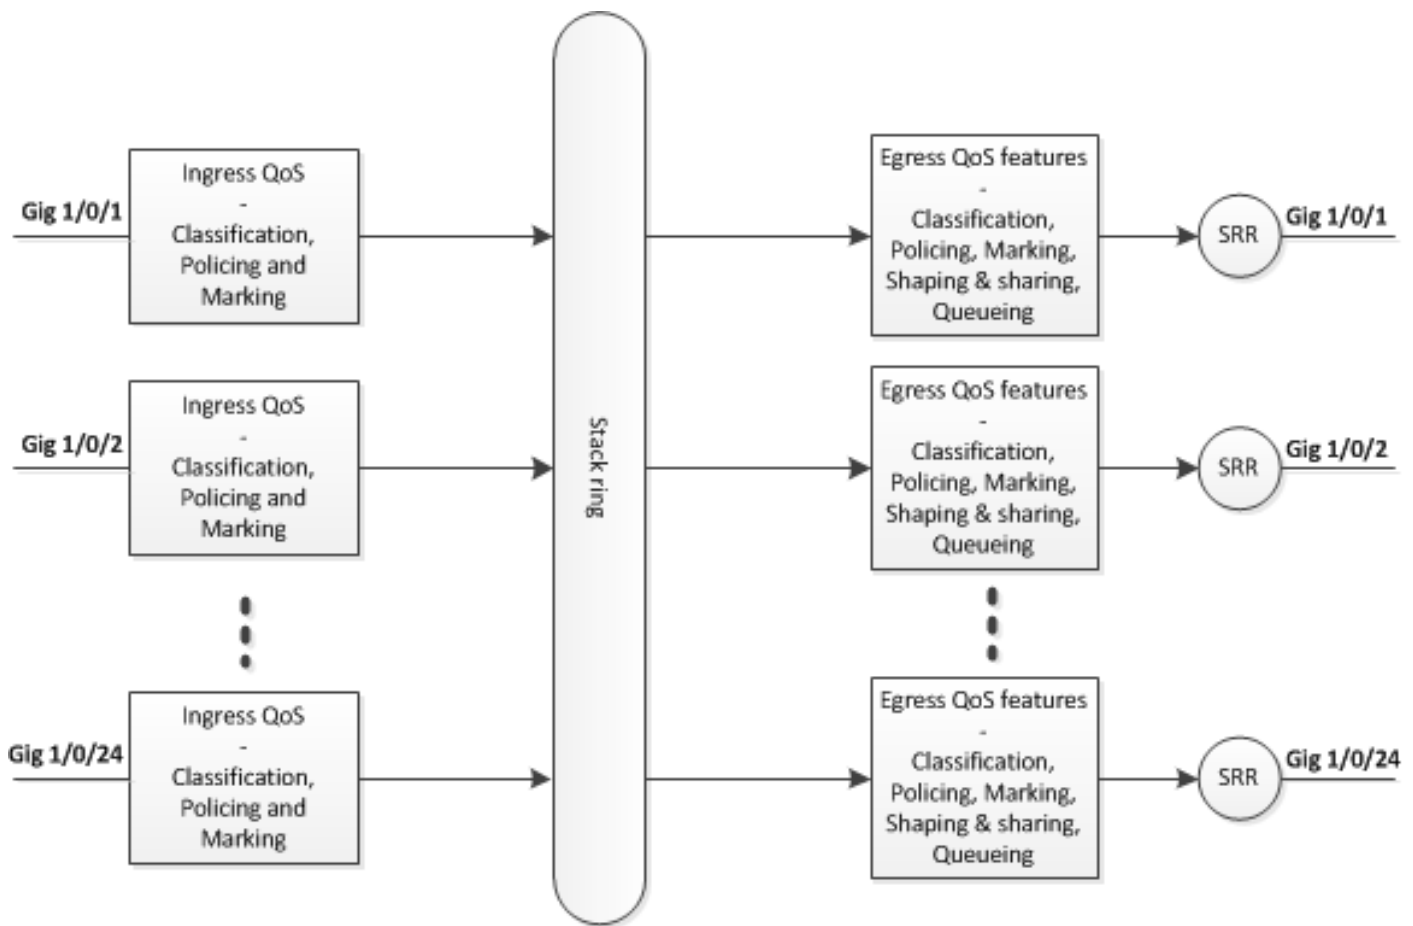 Gig 1/0/1
Ingress QoS
-
Classification,
Policing and
Marking
Egress QoS features
-
Classification,
Policing, Marking,
Shaping & sharing,
Queueing
SRR
Gig 1/0/1
Gig 1/0/2
Ingress QoS
-
Classification,
Policing and
Marking
Stack ring
Egress QoS features
-
Classification,
Policing, Marking,
Shaping & sharing,
Queueing
SRR
Gig 1/0/2
Gig 1/0/24
Ingress QoS
-
Classification,
Policing and
Marking
Egress QoS features
-
Classification,
Policing, Marking,
Shaping & sharing,
Queueing
SRR
Gig 1/0/24